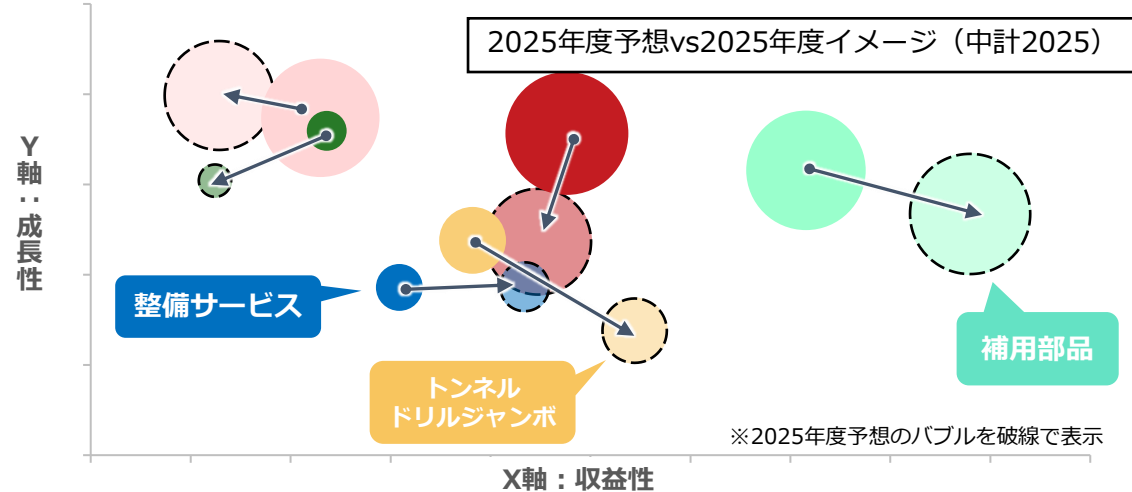 2025年度予想vs2025年度イメージ（中計2025）
Y軸：成長性
整備サービス
トンネル
ドリルジャンボ
補用部品
※2025年度予想のバブルを破線で表示
X軸：収益性